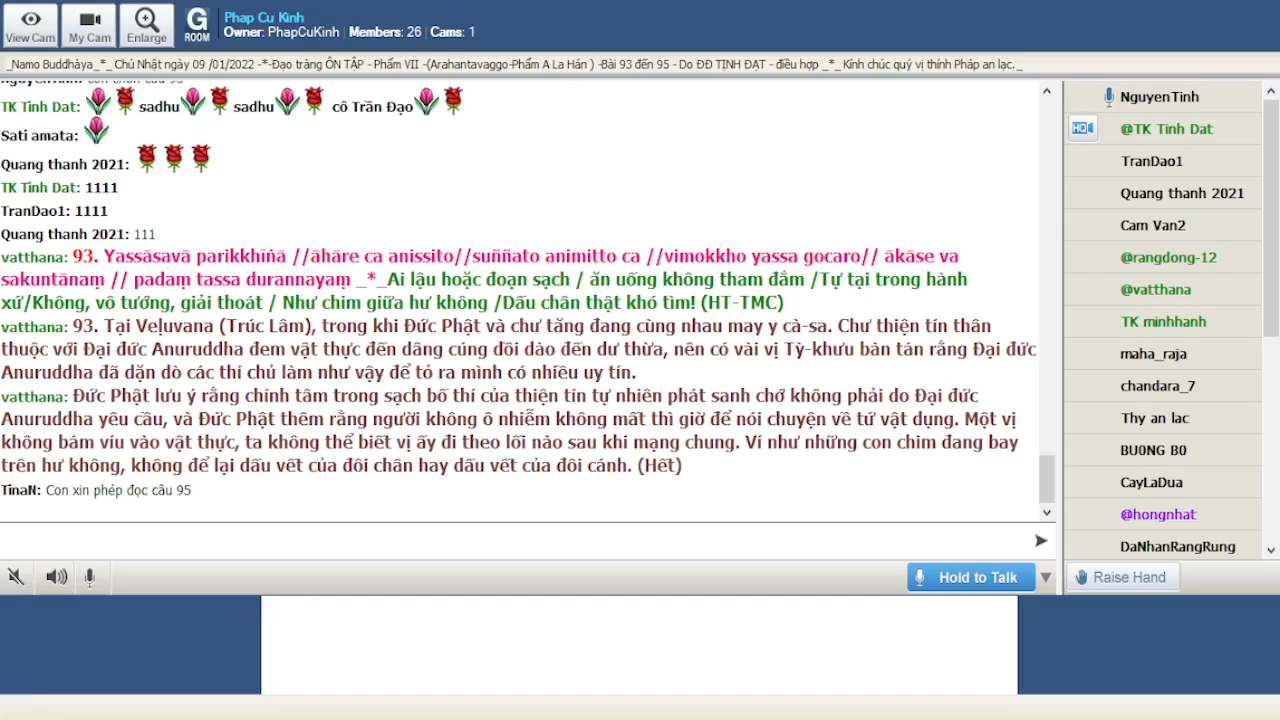 View Cam
My Cam
Enlarge
G
ROOM
Phap Cu Kinh
Owner: PhapCuKinh | Members: 26 | Cams: 1
_Namo Buddhàya_*_ Chủ Nhật ngày 09 /01/2022 -*-Đạo tràng ÔN TẬP - Phẩm VII -(Arahantavaggo-Phẩm A La Hán ) -Bài 93 đến 95 - Do ĐĐ TỊNH ĐẠT - điều hợp _*_ Kính chúc quý vị thính Pháp an lạc._
TK Tinh Dat: sadhu sadhu cô Trần Đạo
Sati amata:
Quang thanh 2021:
TK Tinh Dat: 1111
TranDao1: 1111
Quang thanh 2021: 111
vatthana: 93. Yassāsavā parikkhīṇā //āhāre ca anissito//suññato animitto ca //vimokkho yassa gocaro// ākāse va
sakuntānaṃ // padaṃ tassa durannayaṃ _*_Ai lậu hoặc đoạn sạch / ăn uống không tham đắm /Tự tại trong hành
xứ/Không, vô tướng, giải thoát / Như chim giữa hư không /Dấu chân thật khó tìm! (HT-TMC)
vatthana: 93. Tại Veḷuvana (Trúc Lâm), trong khi Đức Phật và chư tăng đang cùng nhau may y cà-sa. Chư thiện tín thân
thuộc với Đại đức Anuruddha đem vật thực đến dâng cúng dồi dào đến dư thừa, nên có vài vị Tỳ-khưu bàn tán rằng Đại đức
Anuruddha đã dặn dò các thí chủ làm như vậy để tỏ ra mình có nhiều uy tín.
vatthana: Đức Phật lưu ý rằng chính tâm trong sạch bố thí của thiện tín tự nhiên phát sanh chớ không phải do Đại đức
Anuruddha yêu cầu, và Đức Phật thêm rằng người không ô nhiễm không mất thì giờ để nói chuyện về tứ vật dụng. Một vị
không bám víu vào vật thực, ta không thể biết vị ấy đi theo lối nào sau khi mạng chung. Ví như những con chim đang bay
trên hư không, không để lại dấu vết của đôi chân hay dấu vết của đôi cánh. (Hết)
TinaN: Con xin phép đọc câu 95
Hold to Talk
NguyenTinh
HD
@TK Tinh Dat
TranDao1
Quang thanh 2021
Cam Van2
@rangdong-12
@vatthana
TK minhhanh
maha_raja
chandara_7
Thy an lac
BU0NG B0
CayLaDua
@hongnhat
DaNhanRangRung
Raise Hand